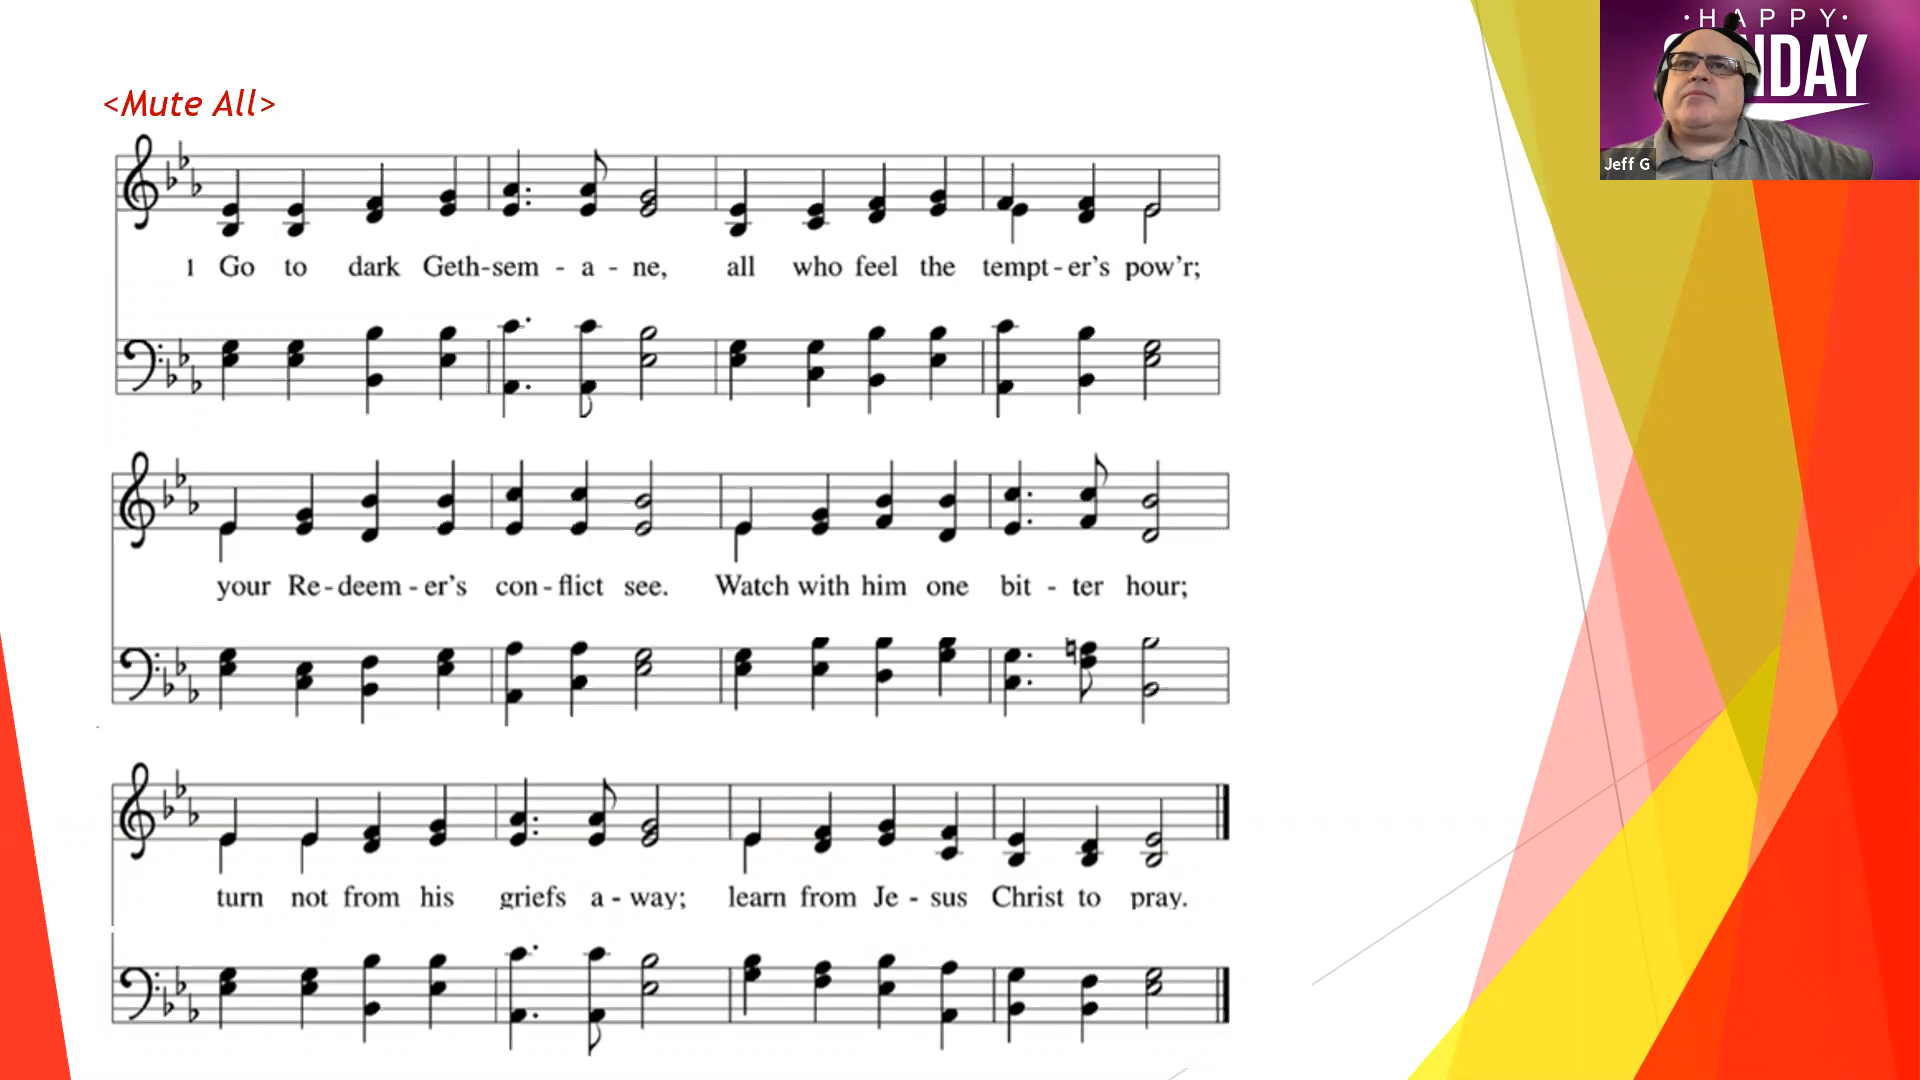 HAPPY
NDAY
Jeff G
<Mute All>
1 Go to dark Geth-sem - a - ne, all who feel the tempt - er's pow'r;
your Re - deem - er's con - flict see. Watch with him one bit - ter hour;
turn not from his griefs a - way; learn from Je - sus Christ to pray.